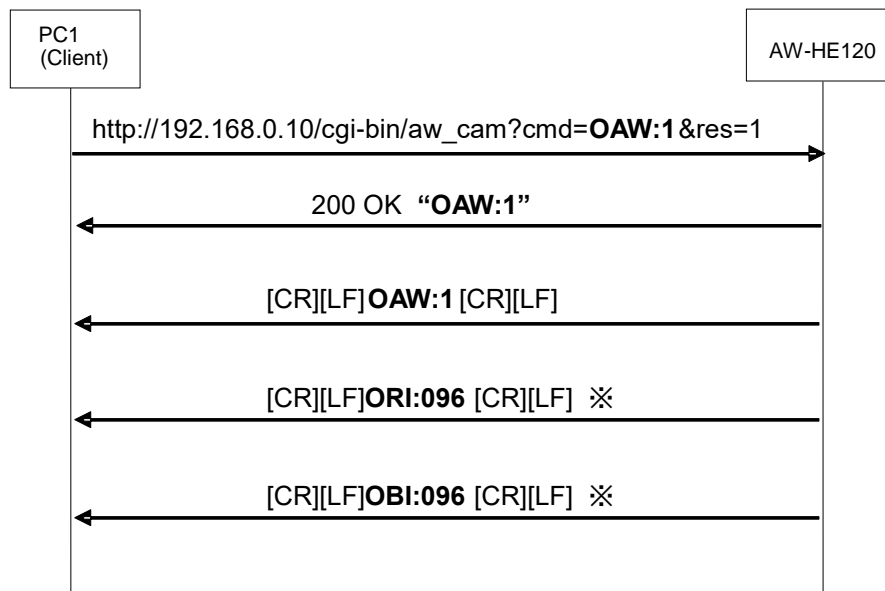 PC1
(Client)
AW-HE120
http://192.168.0.10/cgi-bin/aw_cam?cmd=OAW:1&res=1
200 OK “OAW:1”
[CR][LF]OAW:1 [CR][LF]
[CR][LF]ORI:096 [CR][LF] ※
[CR][LF]OBI:096 [CR][LF] ※